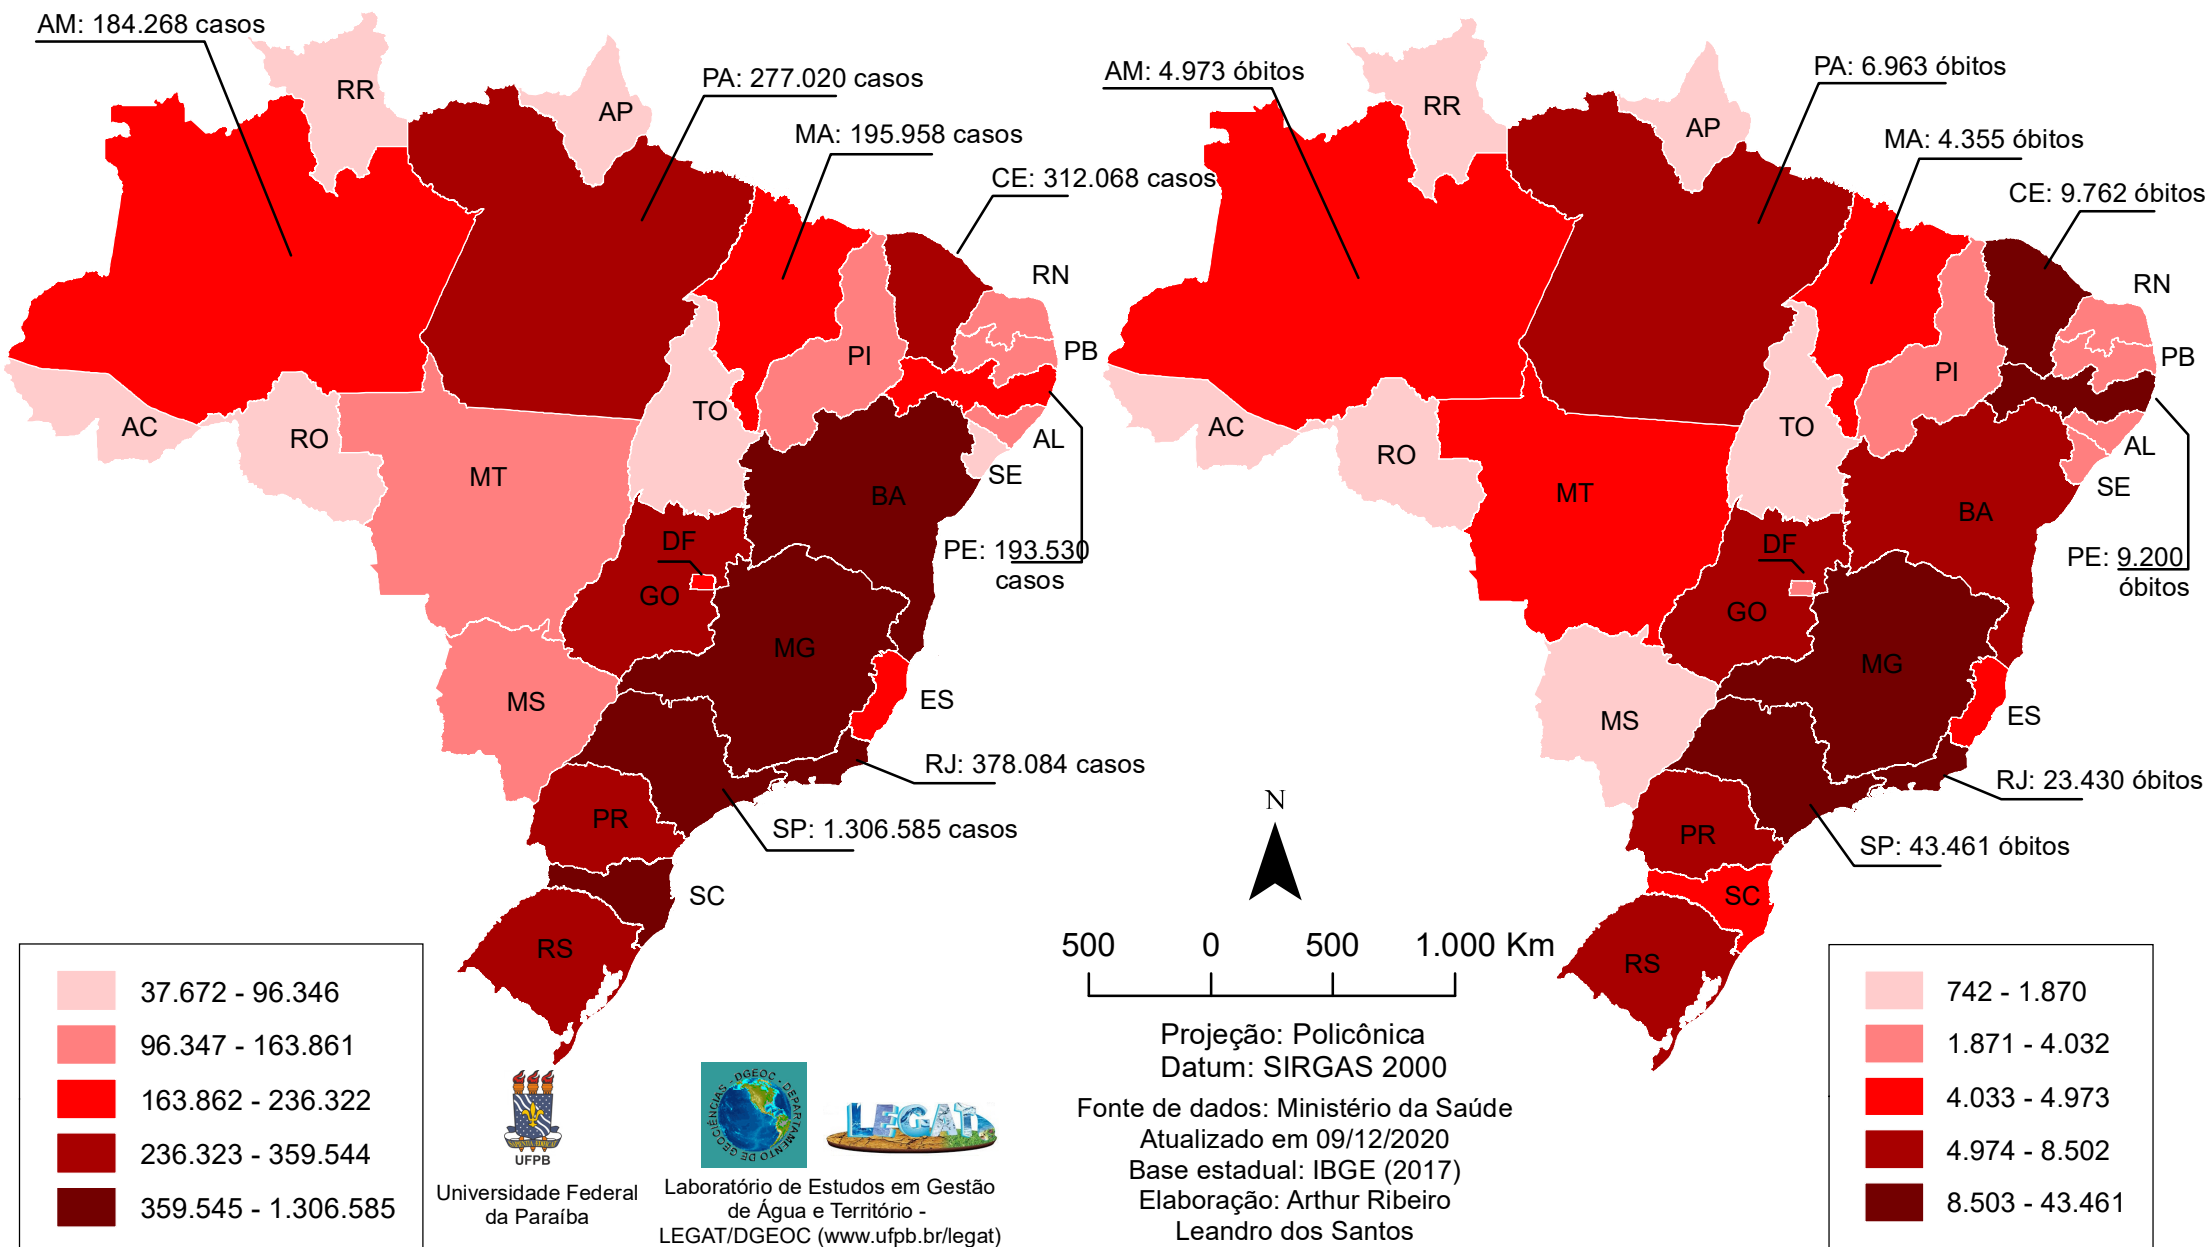 AM: 184.268 casos
RR
AP
PA: 277.020 casos
MA: 195.958 casos
CE: 312.068 casos
RN
PB
PI
TO
AC
RO
MT
AL
SE
BA
DF
PE: 193.530
casos
GO
MG
MS
ES
RJ: 378.084 casos
PR
SP: 1.306.585 casos
SC
RS
37.672 - 96.346
96.347 - 163.861
163.862 - 236.322
236.323 - 359.544
359.545 - 1.306.585
UFPB
Universidade Federal
da Paraíba
DGEOC - DEPARTAMENTO DE GEOCIÊNCIAS
LEGAT
Laboratório de Estudos em Gestão
de Água e Território -
LEGAT/DGEOC (www.ufpb.br/legat)
AM: 4.973 óbitos
RR
AP
PA: 6.963 óbitos
MA: 4.355 óbitos
CE: 9.762 óbitos
RN
PB
PI
TO
AC
RO
MT
AL
SE
BA
DF
PE: 9.200
óbitos
GO
MG
MS
ES
RJ: 23.430 óbitos
PR
SP: 43.461 óbitos
SC
RS
N
500 0 500 1.000 Km
Projeção: Policônica
Datum: SIRGAS 2000
Fonte de dados: Ministério da Saúde
Atualizado em 09/12/2020
Base estadual: IBGE (2017)
Elaboração: Arthur Ribeiro
Leandro dos Santos
742 - 1.870
1.871 - 4.032
4.033 - 4.973
4.974 - 8.502
8.503 - 43.461